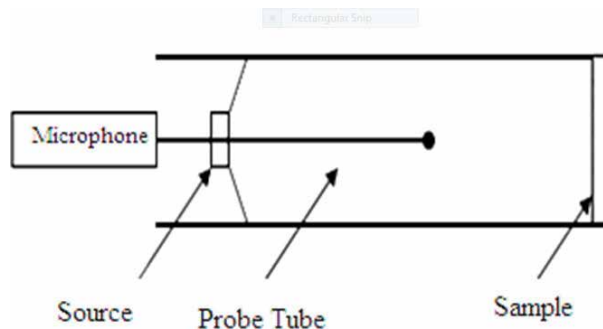 Rectangular Snip
Microphone
Source
Probe Tube
Sample